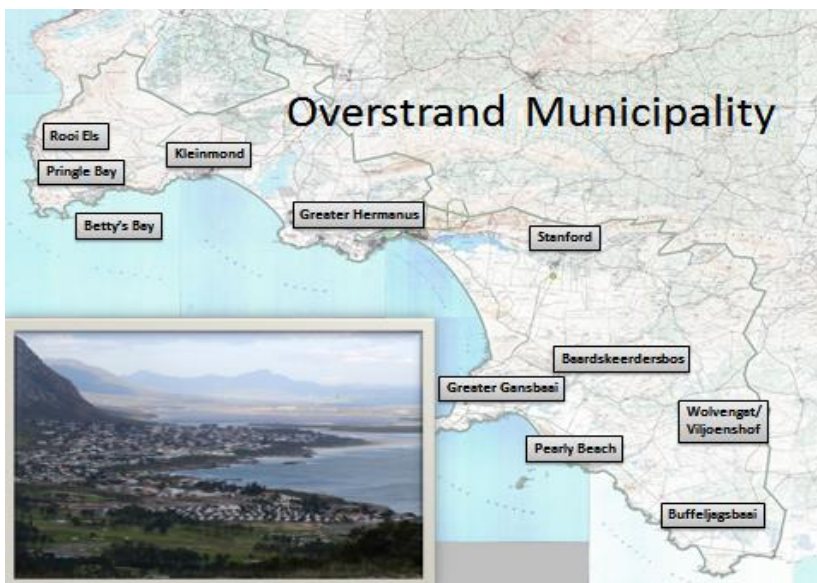 Overstrand Municipality
Rooi Els
Kleinmond
Pringle Bay
Betty's Bay
Greater Hermanus
Stanford
Baardskeerdersbos
Greater Gansbaai
Wolvengat/
Viljoenshof
Pearly Beach
Buffeljagsbaai